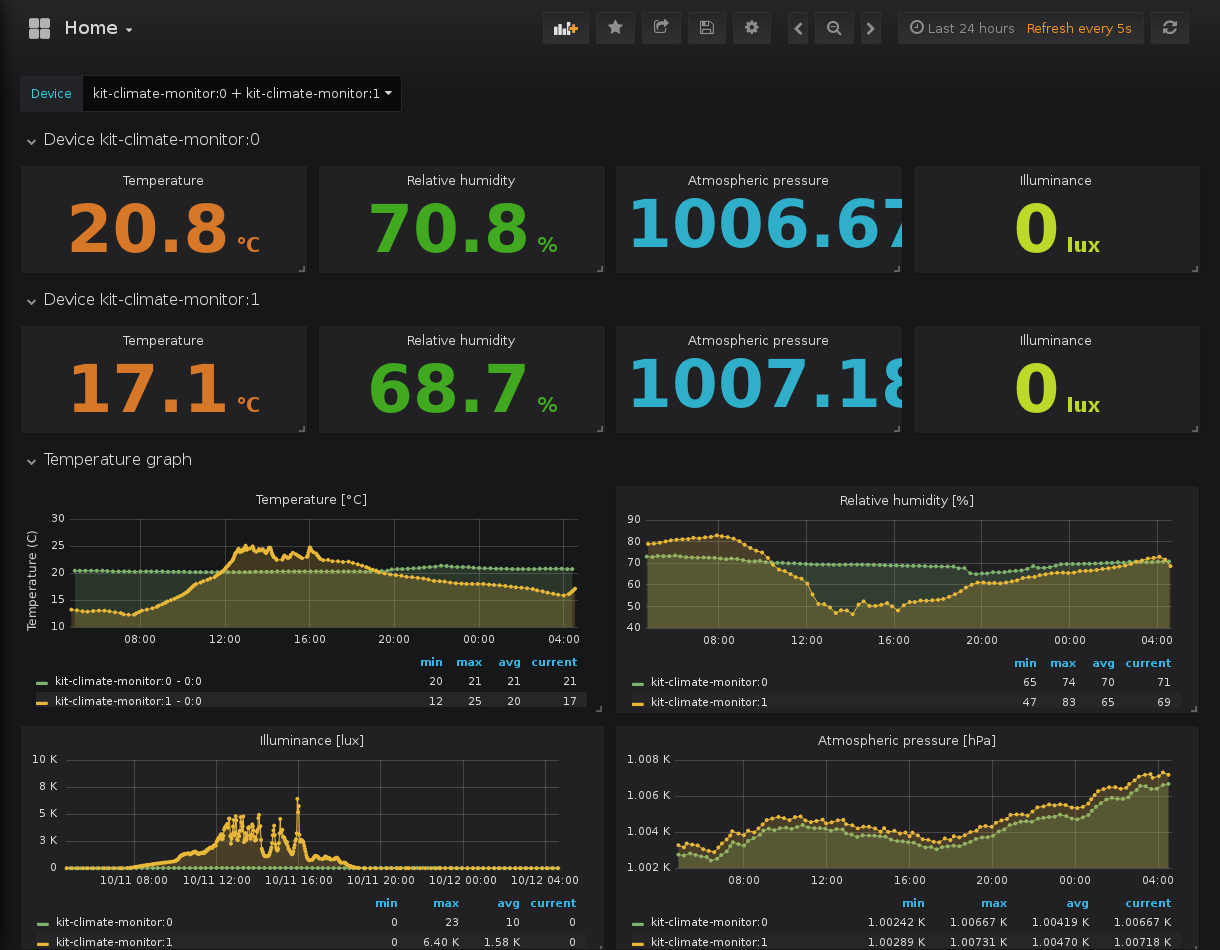 Home
Last 24 hours Refresh every 5s
Device kit-climate-monitor:0 + kit-climate-monitor:1
Device kit-climate-monitor:0
Temperature Relative humidity Atmospheric pressure Illuminance
20.8 °C 70.8 % 1006.67 0 lux
Device kit-climate-monitor:1
Temperature Relative humidity Atmospheric pressure Illuminance
17.1 °C 68.7 % 1007.18 0 lux
Temperature graph
Temperature [°C]
Temperature (C)
30
25
20
15
10
08:00 12:00 16:00 20:00 00:00 04:00
min max avg current
kit-climate-monitor:0 - 0:0 20 21 21 21
kit-climate-monitor:1 - 0:0 12 25 20 17
Relative humidity [%]
90
80
70
60
50
40
08:00 12:00 16:00 20:00 00:00 04:00
min max avg current
kit-climate-monitor:0 65 74 70 71
kit-climate-monitor:1 47 83 65 69
Illuminance [lux]
10 K
8 K
5 K
3 K
0
10/11 08:00 10/11 12:00 10/11 16:00 10/11 20:00 10/12 00:00 10/12 04:00
min max avg current
kit-climate-monitor:0 0 23 10 0
kit-climate-monitor:1 0 6.40 K 1.58 K 0
Atmospheric pressure [hPa]
1.008 K
1.006 K
1.004 K
1.002 K
08:00 12:00 16:00 20:00 00:00 04:00
min max avg current
kit-climate-monitor:0 1.00242 K 1.00667 K 1.00419 K 1.00667 K
kit-climate-monitor:1 1.00289 K 1.00731 K 1.00470 K 1.00718 K